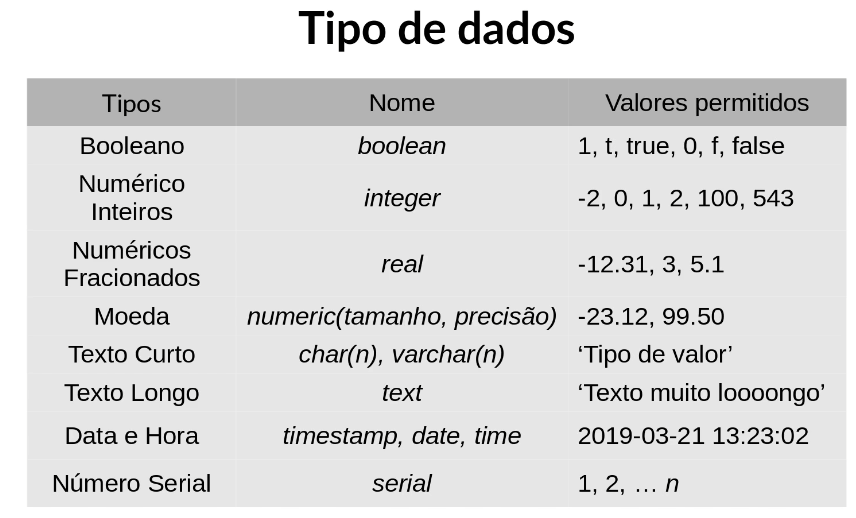 Tipo de dados
Tipos Nome Valores permitidos
Booleano boolean 1, t, true, 0, f, false
Numérico
Inteiros integer -2, 0, 1, 2, 100, 543
Numéricos
Fracionados real -12.31, 3, 5.1
Moeda numeric(tamanho, precisão) -23.12, 99.50
Texto Curto char(n), varchar(n) ‘Tipo de valor’
Texto Longo text ‘Texto muito loooongo’
Data e Hora timestamp, date, time 2019-03-21 13:23:02
Número Serial serial 1, 2, … n